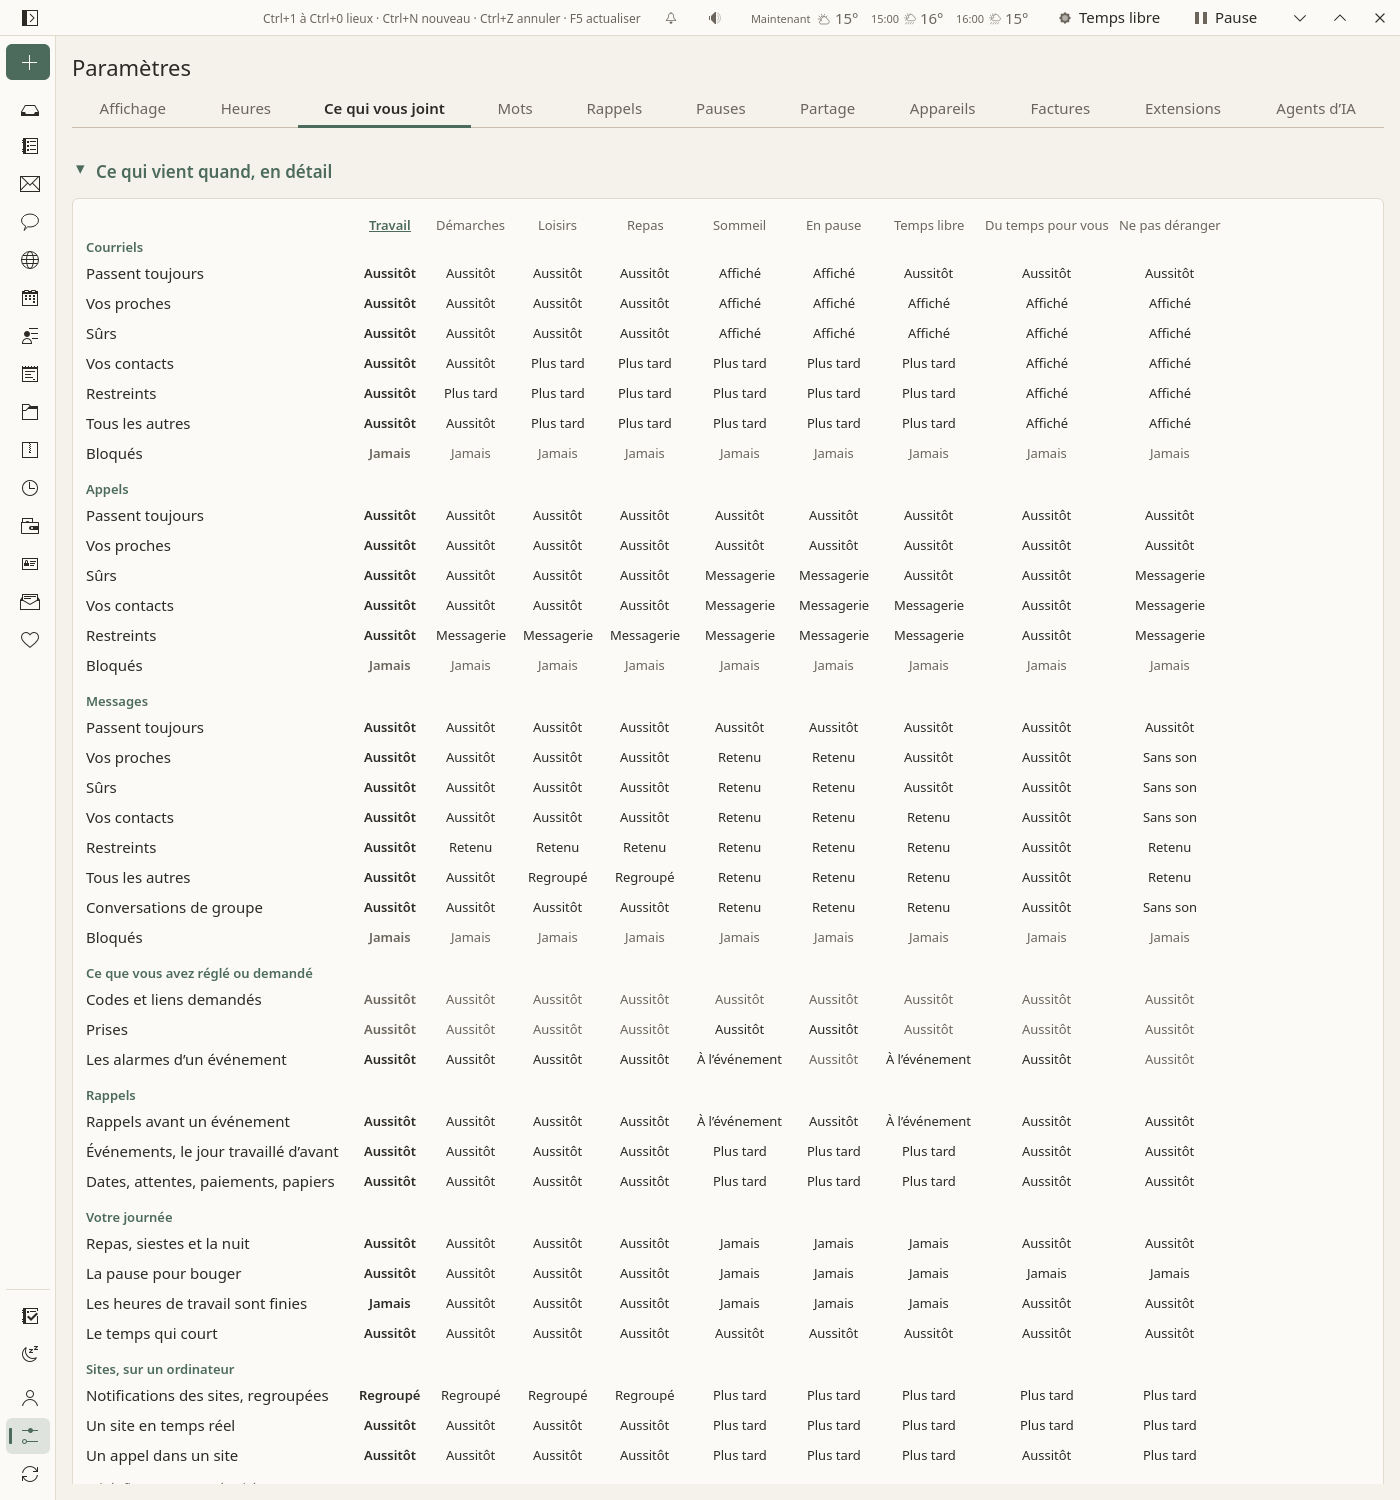 Ctrl+1 à Ctrl+0 lieux · Ctrl+N nouveau · Ctrl+Z annuler · F5 actualiser Maintenant 15° 15:00 16° 16:00 15° Temps libre Pause
Paramètres
Affichage Heures Ce qui vous joint Mots Rappels Pauses Partage Appareils Factures Extensions Agents d’IA
Ce qui vient quand, en détail
Travail Démarches Loisirs Repas Sommeil En pause Temps libre Du temps pour vous Ne pas déranger
Courriels
Passent toujours Aussitôt Aussitôt Aussitôt Aussitôt Affiché Affiché Aussitôt Aussitôt Aussitôt
Vos proches Aussitôt Aussitôt Aussitôt Aussitôt Affiché Affiché Affiché Affiché Affiché
Sûrs Aussitôt Aussitôt Aussitôt Aussitôt Affiché Affiché Affiché Affiché Affiché
Vos contacts Aussitôt Aussitôt Plus tard Plus tard Plus tard Plus tard Plus tard Affiché Affiché
Restreints Aussitôt Plus tard Plus tard Plus tard Plus tard Plus tard Plus tard Affiché Affiché
Tous les autres Aussitôt Aussitôt Plus tard Plus tard Plus tard Plus tard Plus tard Affiché Affiché
Bloqués Jamais Jamais Jamais Jamais Jamais Jamais Jamais Jamais Jamais
Appels
Passent toujours Aussitôt Aussitôt Aussitôt Aussitôt Aussitôt Aussitôt Aussitôt Aussitôt Aussitôt
Vos proches Aussitôt Aussitôt Aussitôt Aussitôt Aussitôt Aussitôt Aussitôt Aussitôt Aussitôt
Sûrs Aussitôt Aussitôt Aussitôt Aussitôt Messagerie Messagerie Aussitôt Aussitôt Messagerie
Vos contacts Aussitôt Aussitôt Aussitôt Aussitôt Messagerie Messagerie Messagerie Aussitôt Messagerie
Restreints Aussitôt Messagerie Messagerie Messagerie Messagerie Messagerie Messagerie Aussitôt Messagerie
Bloqués Jamais Jamais Jamais Jamais Jamais Jamais Jamais Jamais Jamais
Messages
Passent toujours Aussitôt Aussitôt Aussitôt Aussitôt Aussitôt Aussitôt Aussitôt Aussitôt Aussitôt
Vos proches Aussitôt Aussitôt Aussitôt Aussitôt Retenu Retenu Aussitôt Aussitôt Sans son
Sûrs Aussitôt Aussitôt Aussitôt Aussitôt Retenu Retenu Aussitôt Aussitôt Sans son
Vos contacts Aussitôt Aussitôt Aussitôt Aussitôt Retenu Retenu Retenu Aussitôt Sans son
Restreints Aussitôt Retenu Retenu Retenu Retenu Retenu Retenu Aussitôt Retenu
Tous les autres Aussitôt Aussitôt Regroupé Regroupé Retenu Retenu Retenu Aussitôt Retenu
Conversations de groupe Aussitôt Aussitôt Aussitôt Aussitôt Retenu Retenu Retenu Aussitôt Sans son
Bloqués Jamais Jamais Jamais Jamais Jamais Jamais Jamais Jamais Jamais
Ce que vous avez réglé ou demandé
Codes et liens demandés Aussitôt Aussitôt Aussitôt Aussitôt Aussitôt Aussitôt Aussitôt Aussitôt Aussitôt
Prises Aussitôt Aussitôt Aussitôt Aussitôt Aussitôt Aussitôt Aussitôt Aussitôt Aussitôt
Les alarmes d’un événement Aussitôt Aussitôt Aussitôt Aussitôt À l’événement Aussitôt À l’événement Aussitôt Aussitôt
Rappels
Rappels avant un événement Aussitôt Aussitôt Aussitôt Aussitôt À l’événement Aussitôt À l’événement Aussitôt Aussitôt
Événements, le jour travaillé d’avant Aussitôt Aussitôt Aussitôt Aussitôt Plus tard Plus tard Plus tard Aussitôt Aussitôt
Dates, attentes, paiements, papiers Aussitôt Aussitôt Aussitôt Aussitôt Plus tard Plus tard Plus tard Aussitôt Aussitôt
Votre journée
Repas, siestes et la nuit Aussitôt Aussitôt Aussitôt Aussitôt Jamais Jamais Jamais Aussitôt Aussitôt
La pause pour bouger Aussitôt Aussitôt Aussitôt Aussitôt Jamais Jamais Jamais Jamais Jamais
Les heures de travail sont finies Jamais Aussitôt Aussitôt Aussitôt Jamais Jamais Jamais Aussitôt Aussitôt
Le temps qui court Aussitôt Aussitôt Aussitôt Aussitôt Aussitôt Aussitôt Aussitôt Aussitôt Aussitôt
Sites, sur un ordinateur
Notifications des sites, regroupées Regroupé Regroupé Regroupé Regroupé Plus tard Plus tard Plus tard Plus tard Plus tard
Un site en temps réel Aussitôt Aussitôt Aussitôt Aussitôt Plus tard Plus tard Plus tard Plus tard Plus tard
Un appel dans un site Aussitôt Aussitôt Aussitôt Aussitôt Plus tard Plus tard Plus tard Aussitôt Plus tard